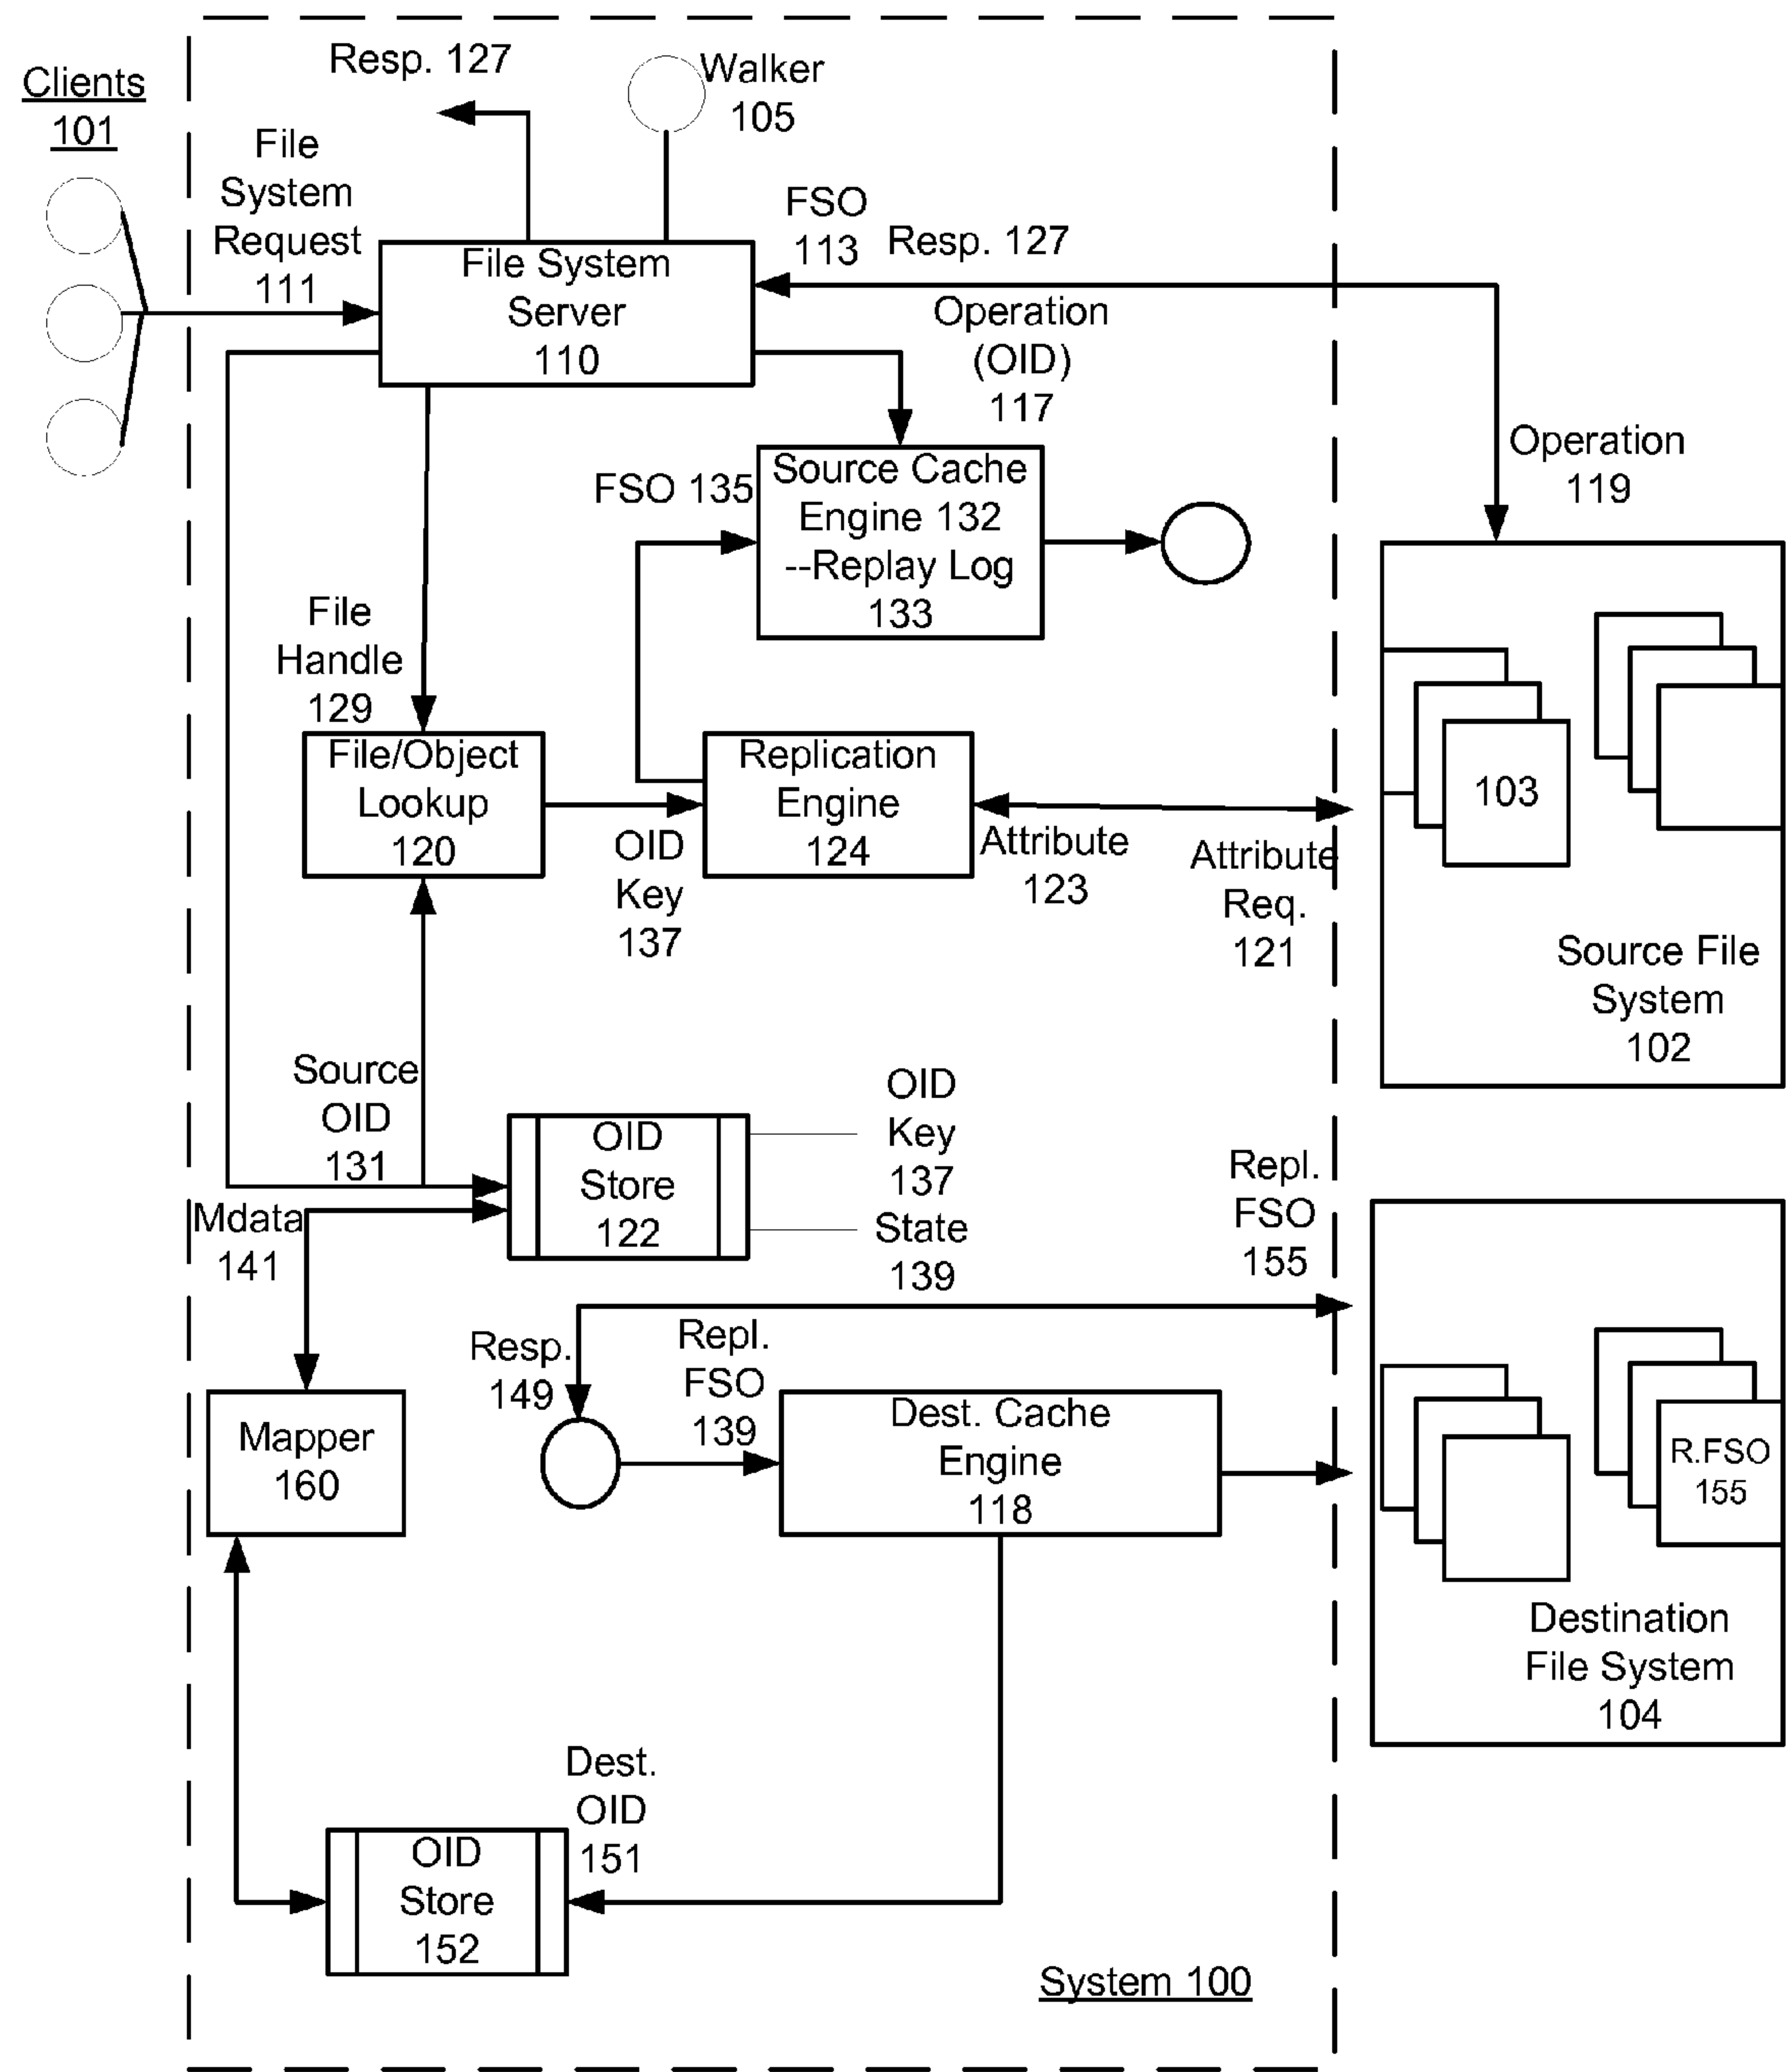 Resp. 127
Walker
105
Clients
101
File
System
Request
111
FSO
113
Resp. 127
File System
Server
110
Operation
(OID)
117
Operation
119
FSO 135
Source Cache
Engine 132
--Replay Log
133
File
Handle
129
File/Object
Lookup
120
OID
Key
137
Replication
Engine
124
Attribute
123
Attribute
Req.
121
103
Source File
System
102
Source
OID
131
OID
Store
122
OID
Key
137
State
139
Mdata
141
Repl.
FSO
155
Resp.
149
Repl.
FSO
139
Mapper
160
Dest. Cache
Engine
118
R.FSO
155
Destination
File System
104
Dest.
OID
151
OID
Store
152
System 100